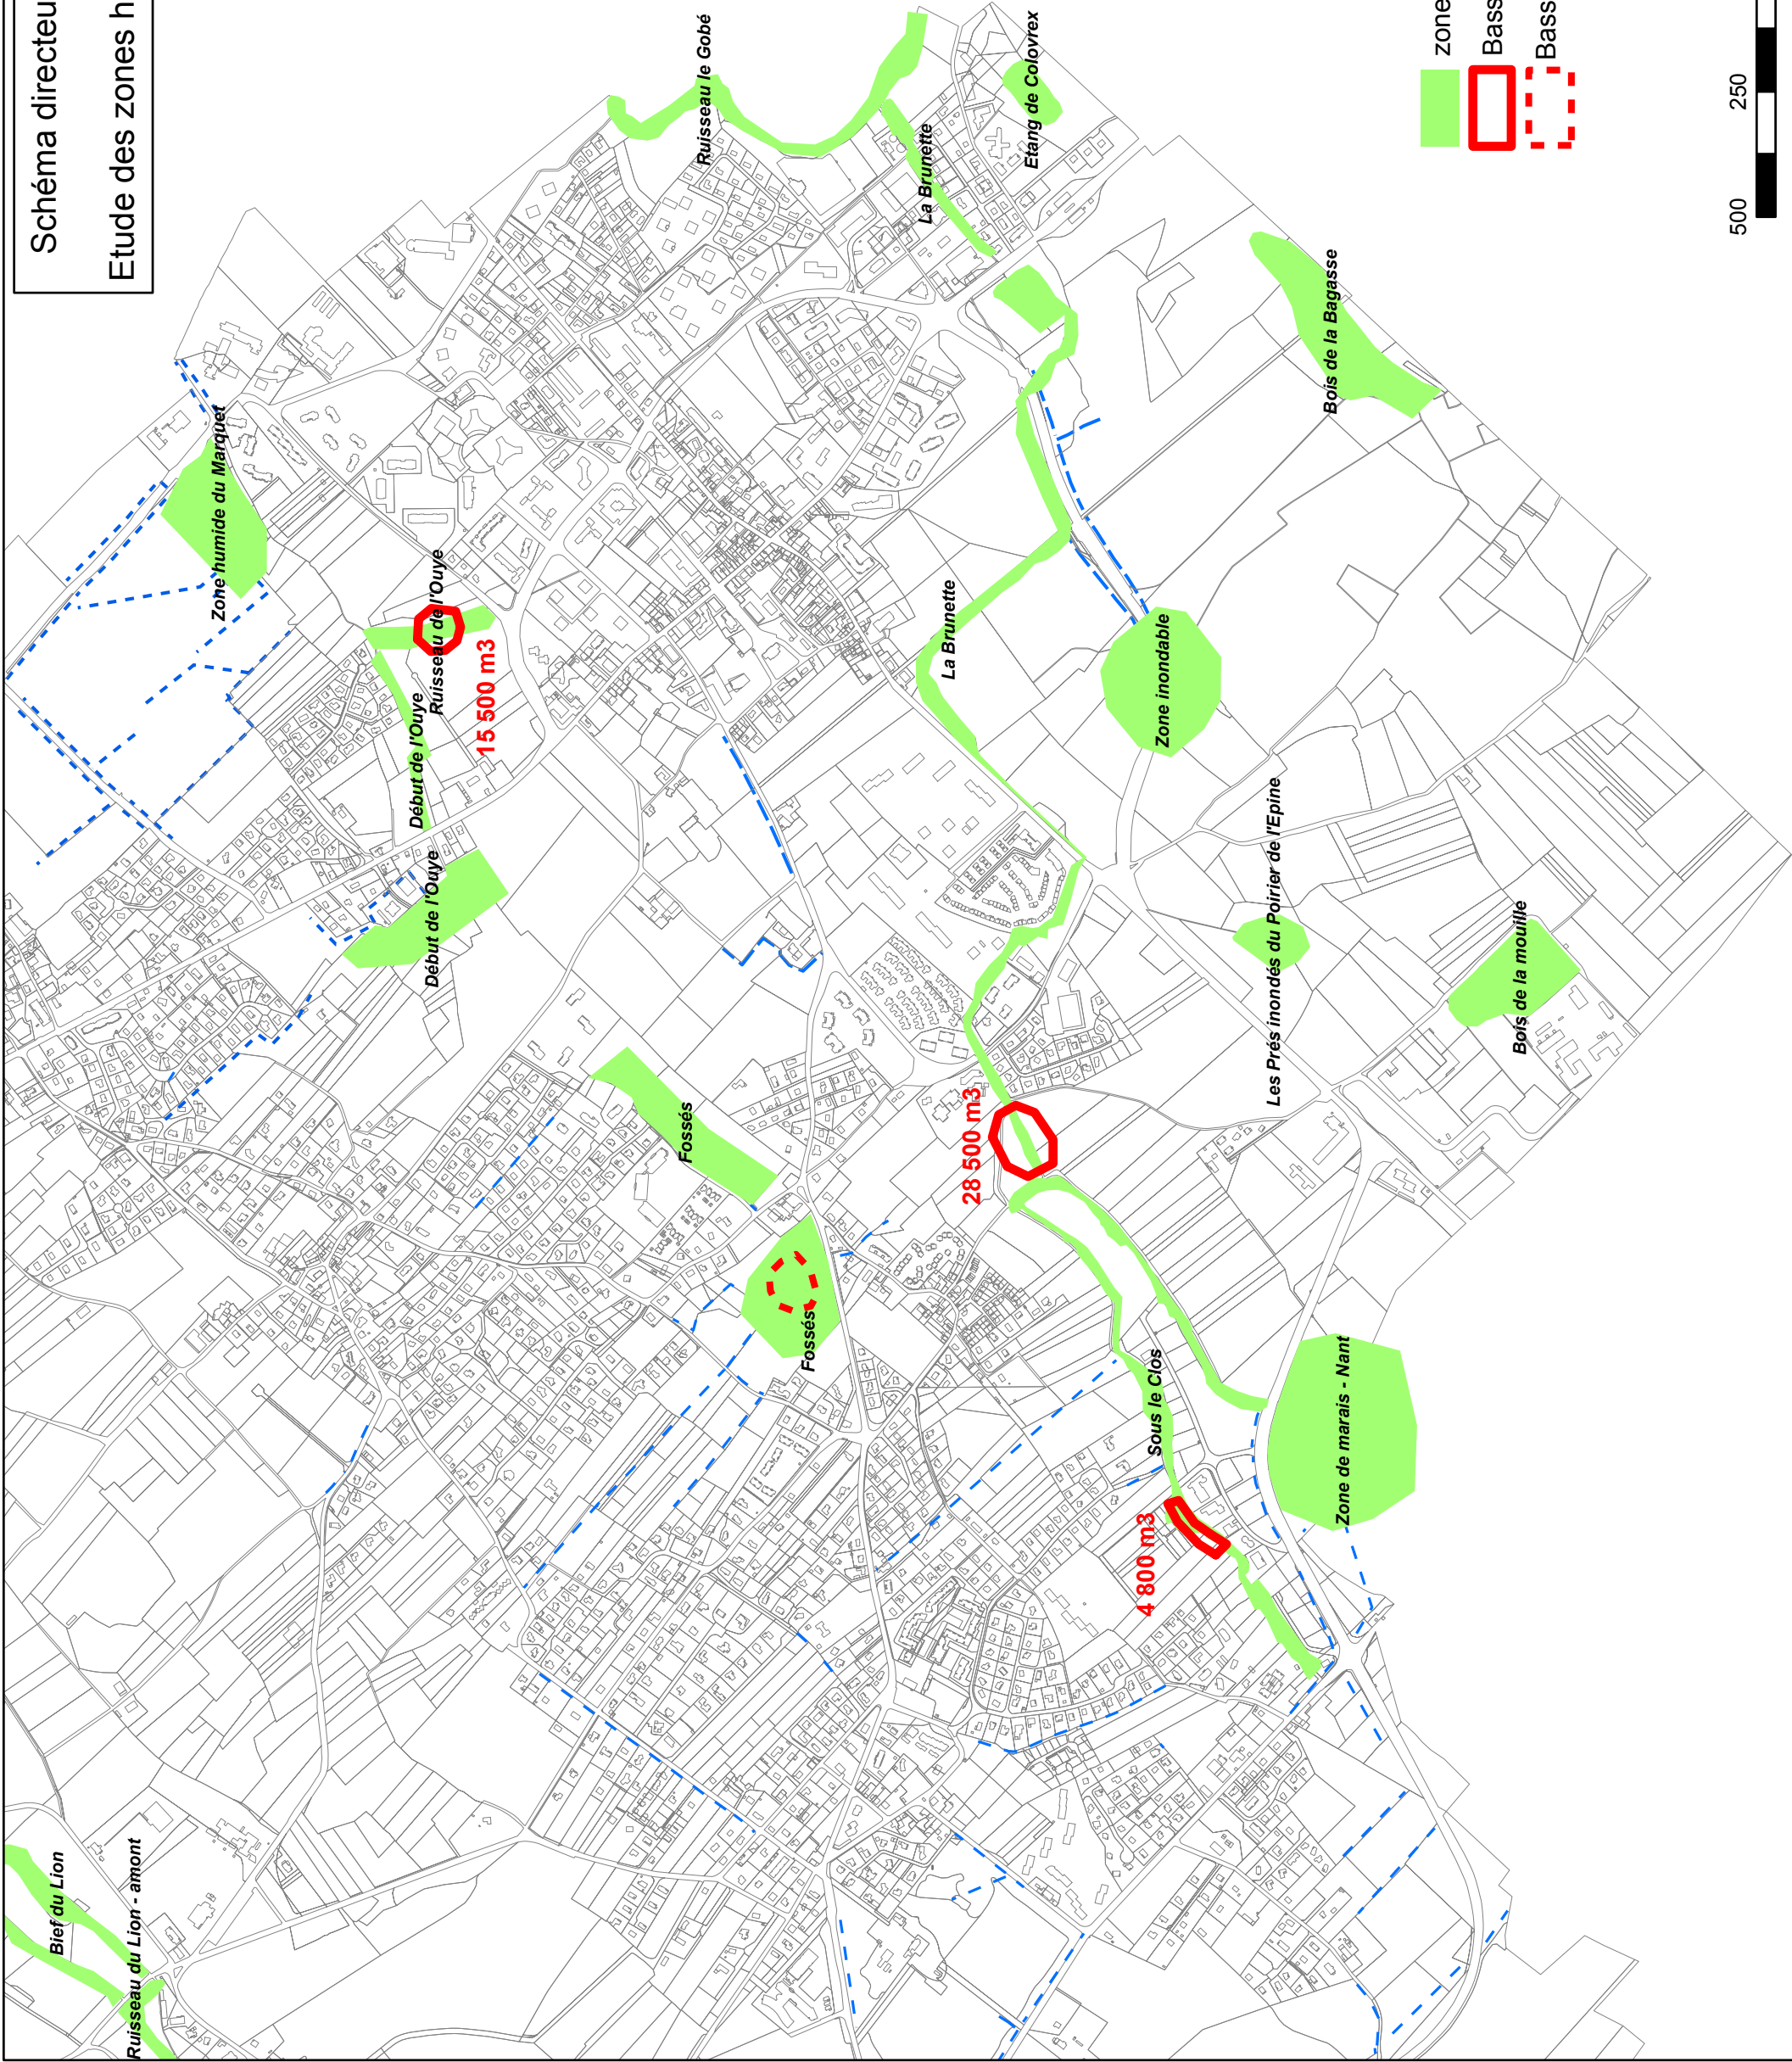 Schéma directeu
Etude des zones h
Bief du Lion
Ruisseau du Lion - amont
Zone humide du Marquet
Ruisseau de l'Ouye
15 500 m3
Début de l'Ouye
Début de l'Ouye
Ruisseau le Gobé
La Brunette
Etang de Colovrex
Fossés
Fossés
La Brunette
28 500 m3
Zone inondable
Bois de la Bagasse
Sous le Clos
4 800 m3
Les Prés inondés du Poirier de l'Epine
Zone de marais - Nant
Bois de la mouille
zone
Bass
Bass
500
250